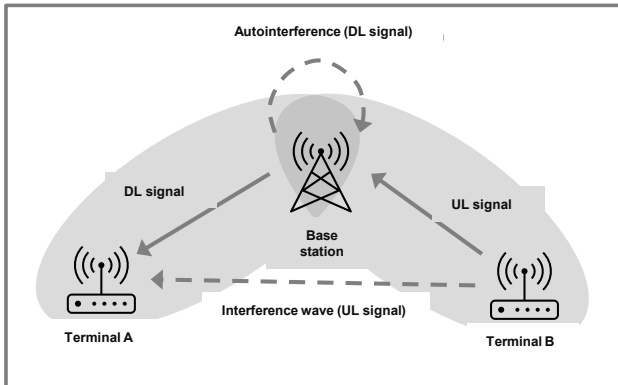 Autointerference (DL signal)
DL signal
UL signal
Base
station
Interference wave (UL signal)
Terminal A
Terminal B